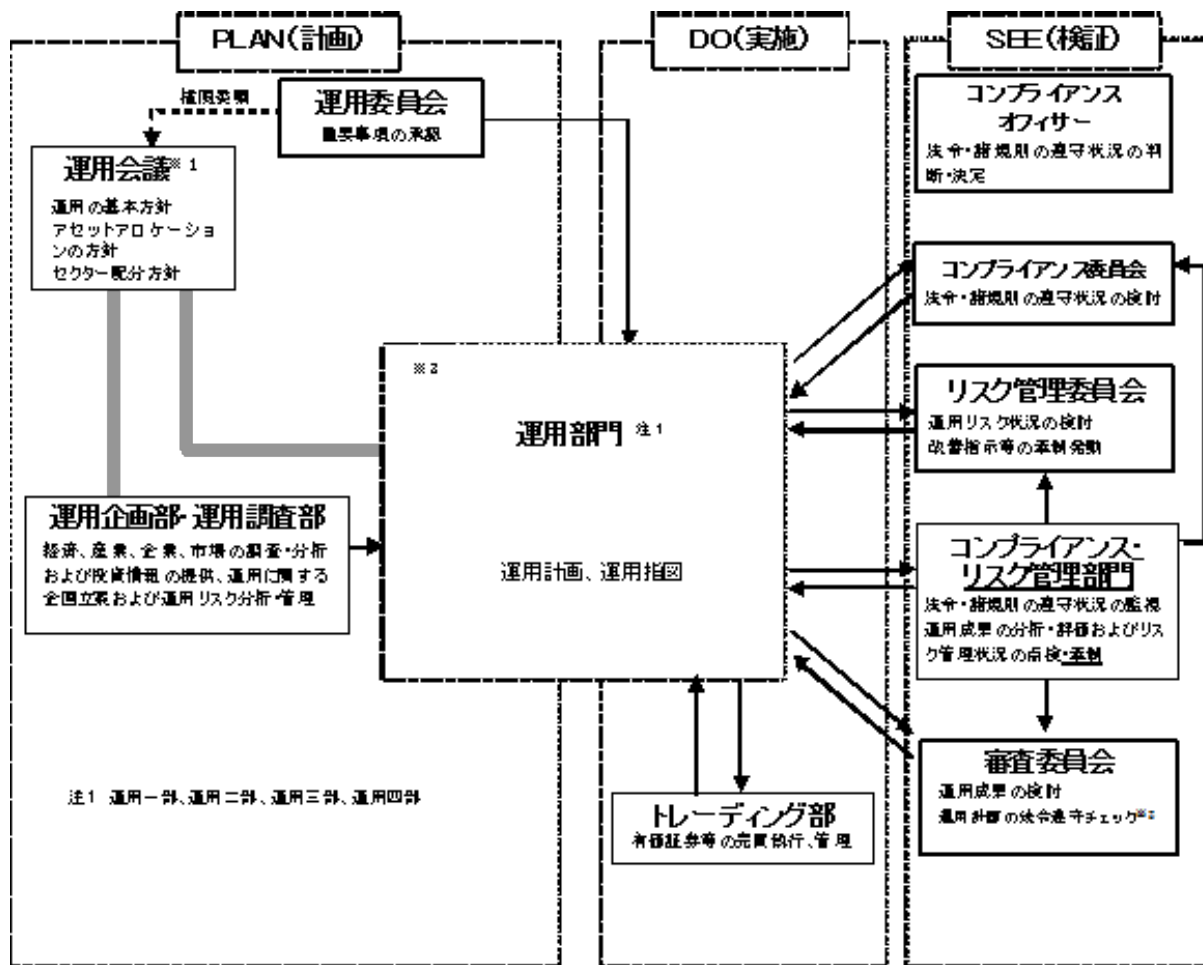 PLAN(計画)
DO(実施)
SEE(検証)
権限委譲
運用委員会
重要事項の承認
運用会議※1
運用の基本方針
アセットアロケーショ
ンの方針
セクター配分方針
コンプライアンス
オフィサー
法令・諸規則の遵守状況の判
断・決定
コンプライアンス委員会
法令・諸規則の遵守状況の検討
※2
運用部門 注1
運用計画、運用指図
リスク管理委員会
運用リスク状況の検討
改善指示等の牽制発動
運用企画部・運用調査部
経済、産業、企業、市場の調査・分析
および投資情報の提供、運用に関する
企画立案および運用リスク分析・管理
コンプライアンス・
リスク管理部門
法令・諸規則の遵守状況の監視
運用成果の分析・評価およびリス
ク管理状況の点検・牽制
注1 運用一部、運用二部、運用三部、運用四部
トレーディング部
有価証券等の売買執行、管理
審査委員会
運用成果の検討
運用計画の法令遵守チェック